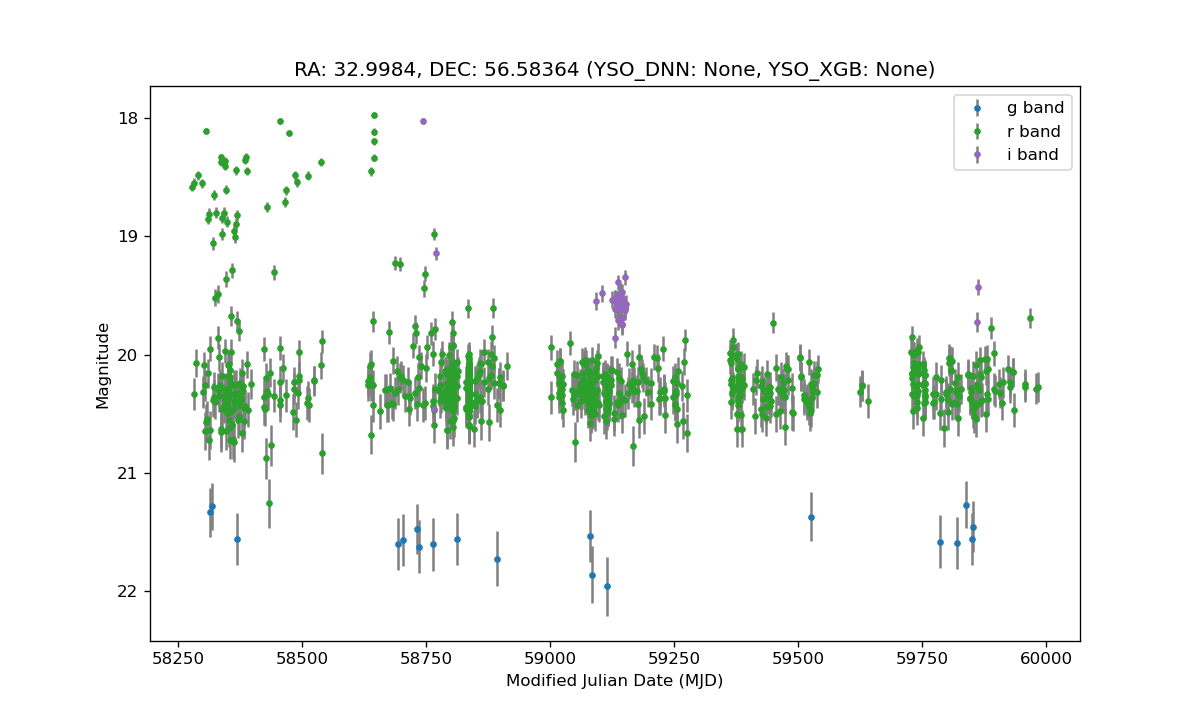 RA: 32.9984, DEC: 56.58364 (YSO_DNN: None, YSO_XGB: None)
g band
r band
i band
18
19
20
21
22
Magnitude
58250 58500 58750 59000 59250 59500 59750 60000
Modified Julian Date (MJD)